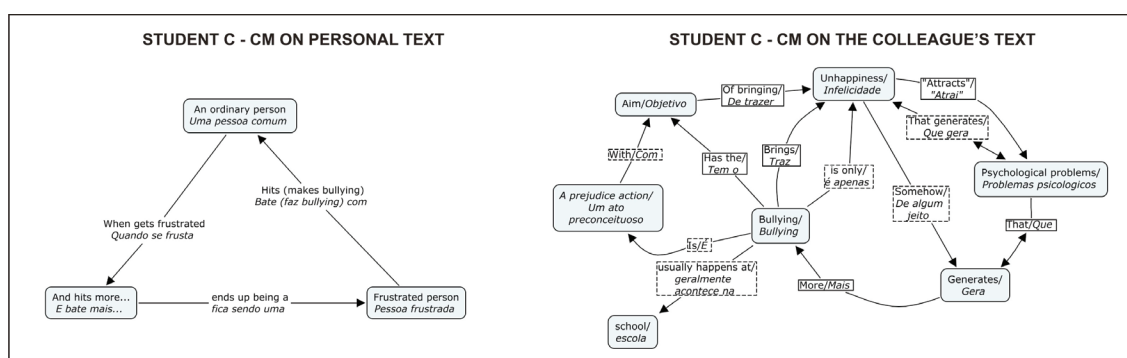 STUDENT C - CM ON PERSONAL TEXT
An ordinary person
Uma pessoa comum
Hits (makes bullying)
Bate (faz bullying) com
When gets frustrated
Quando se frusta
And hits more...
E bate mais...
ends up being a
fica sendo uma
Frustrated person
Pessoa frustrada
STUDENT C - CM ON THE COLLEAGUE'S TEXT
Unhappiness/
Infelicidade
"Attracts"/
"Atrai"
Of bringing/
De trazer
Aim/Objetivo
That generates/
Que gera
With/Com
Has the/
Tem o
Brings/
Traz
is only/
é apenas
Psychological problems/
Problemas psicologicos
A prejudice action/
Um ato
preconceituoso
Somehow/
De algum
jeito
Bullying/
Bullying
That/Que
Is/É
usually happens at/
geralmente
acontece na
More/Mais
Generates/
Gera
school/
escola